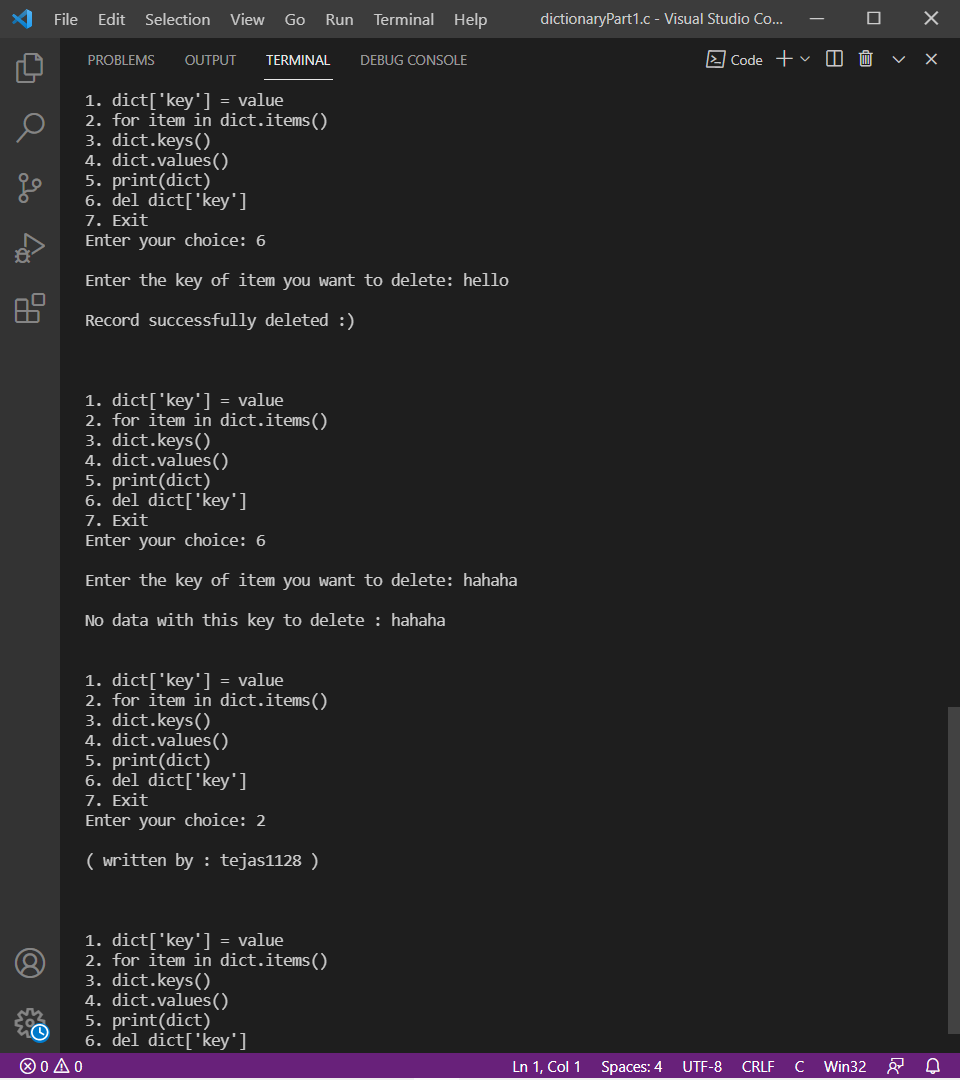 File Edit Selection View Go Run Terminal Help dictionaryPart1.c - Visual Studio Co...
PROBLEMS OUTPUT TERMINAL DEBUG CONSOLE Code
1. dict['key'] = value
2. for item in dict.items()
3. dict.keys()
4. dict.values()
5. print(dict)
6. del dict['key']
7. Exit
Enter your choice: 6
Enter the key of item you want to delete: hello
Record successfully deleted :)
1. dict['key'] = value
2. for item in dict.items()
3. dict.keys()
4. dict.values()
5. print(dict)
6. del dict['key']
7. Exit
Enter your choice: 6
Enter the key of item you want to delete: hahaha
No data with this key to delete : hahaha
1. dict['key'] = value
2. for item in dict.items()
3. dict.keys()
4. dict.values()
5. print(dict)
6. del dict['key']
7. Exit
Enter your choice: 2
( written by : tejas1128 )
1. dict['key'] = value
2. for item in dict.items()
3. dict.keys()
4. dict.values()
5. print(dict)
6. del dict['key']
0 0 Ln 1, Col 1 Spaces: 4 UTF-8 CRLF C Win32